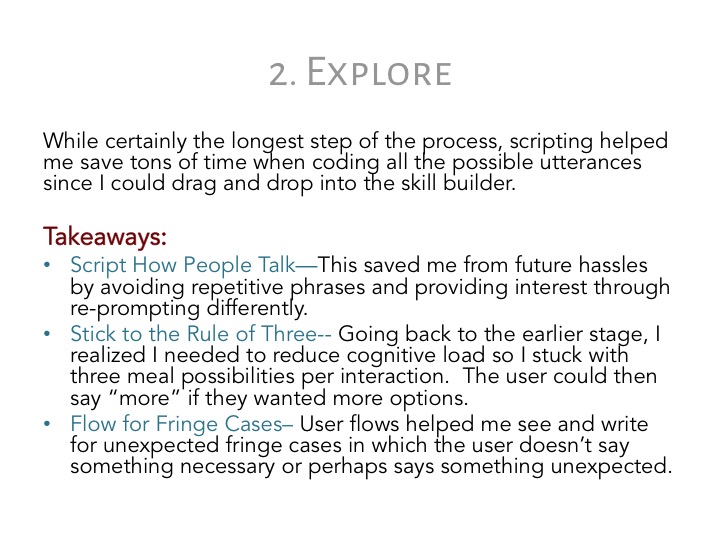 2. Explore
While certainly the longest step of the process, scripting helped
me save tons of time when coding all the possible utterances
since I could drag and drop into the skill builder.
Takeaways:
• Script How People Talk—This saved me from future hassles
by avoiding repetitive phrases and providing interest through
re-prompting differently.
• Stick to the Rule of Three-- Going back to the earlier stage, I
realized I needed to reduce cognitive load so I stuck with
three meal possibilities per interaction.  The user could then
say “more” if they wanted more options.
• Flow for Fringe Cases– User flows helped me see and write
for unexpected fringe cases in which the user doesn’t say
something necessary or perhaps says something unexpected.